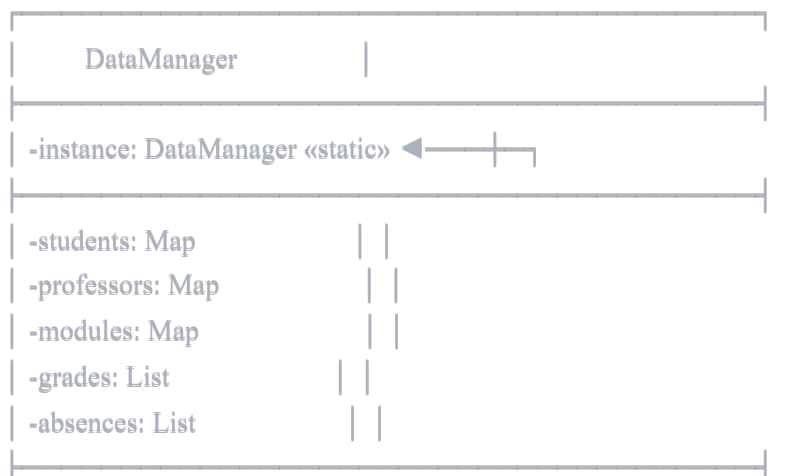 DataManager
-instance: DataManager «static»
-students: Map
-professors: Map
-modules: Map
-grades: List
-absences: List